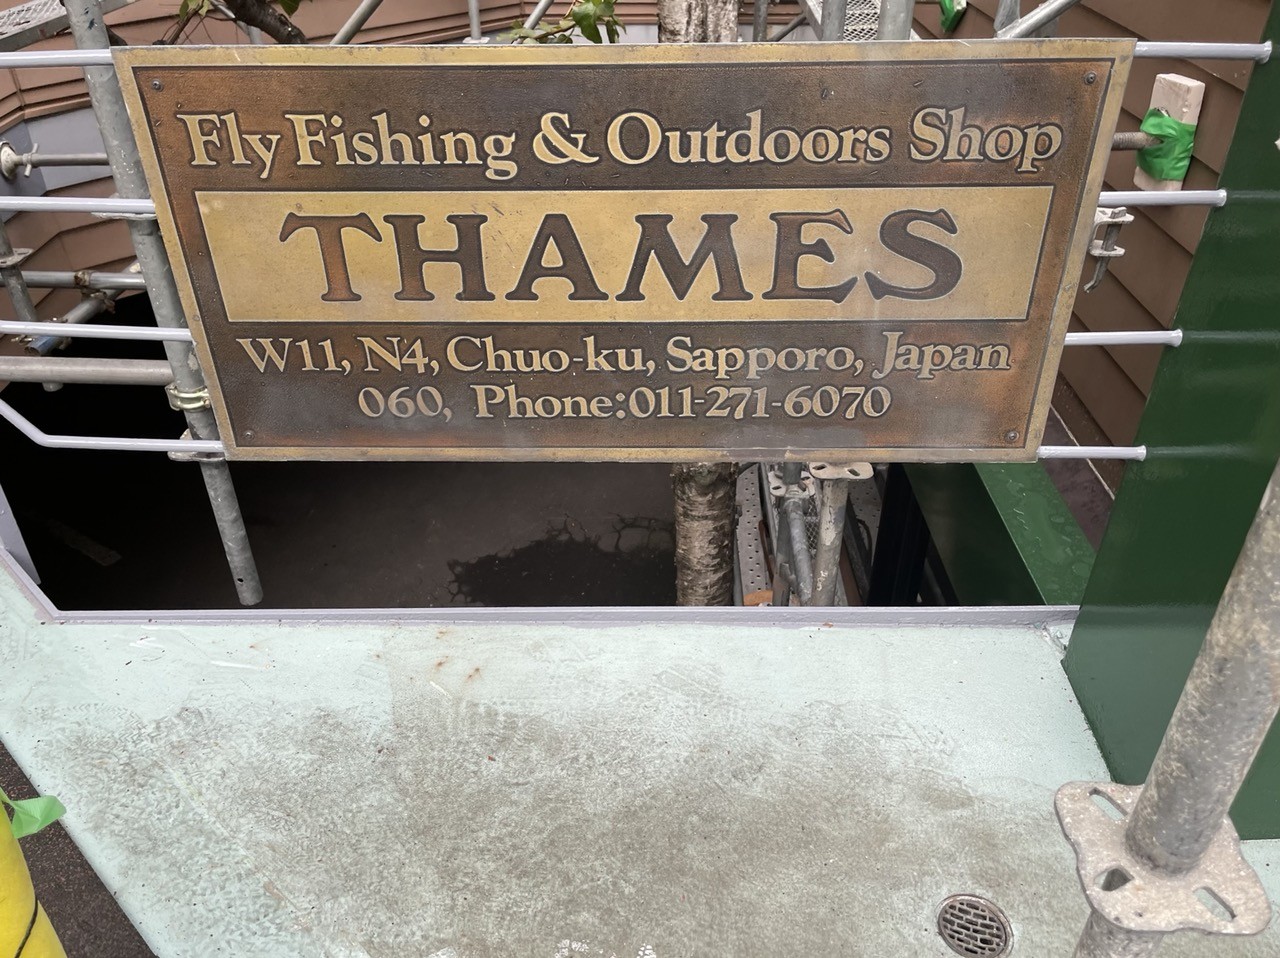 Fly Fishing & Outdoors Shop
THAMES
W11, N4, Chuo-ku, Sapporo, Japan
060, Phone:011-271-6070